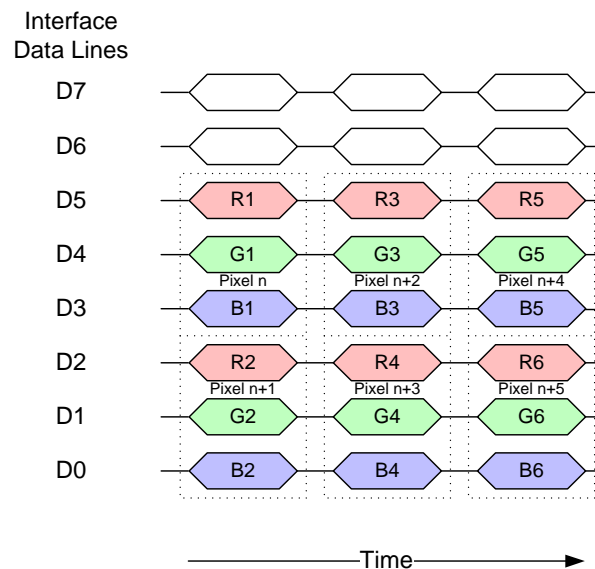 Interface
Data Lines
D7
D6
D5 R1 R3 R5
D4 G1 G3 G5
Pixel n Pixel n+2 Pixel n+4
D3 B1 B3 B5
D2 R2 R4 R6
Pixel n+1 Pixel n+3 Pixel n+5
D1 G2 G4 G6
D0 B2 B4 B6
Time